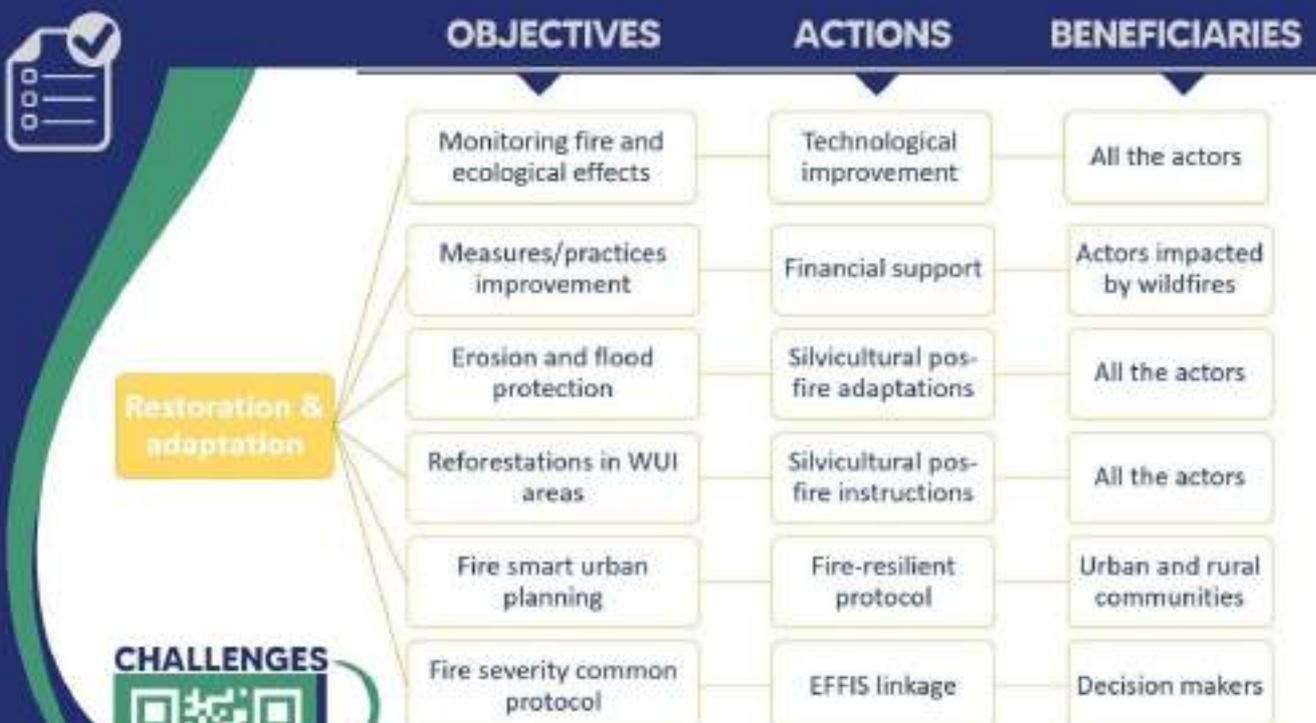 OBJECTIVES
ACTIONS
BENEFICIARIES
Monitoring fire and
ecological effects
Technological
improvement
All the actors
Measures/practices
improvement
Financial support
Actors impacted
by wildfires
Erosion and flood
protection
Silvicultural pos-
fire adaptations
All the actors
Restoration &
adaptation
Reforestations in WUI
areas
Silvicultural pos-
fire instructions
All the actors
Fire smart urban
planning
Fire-resilient
protocol
Urban and rural
communities
Fire severity common
protocol
EFFIS linkage
Decision makers
CHALLENGES